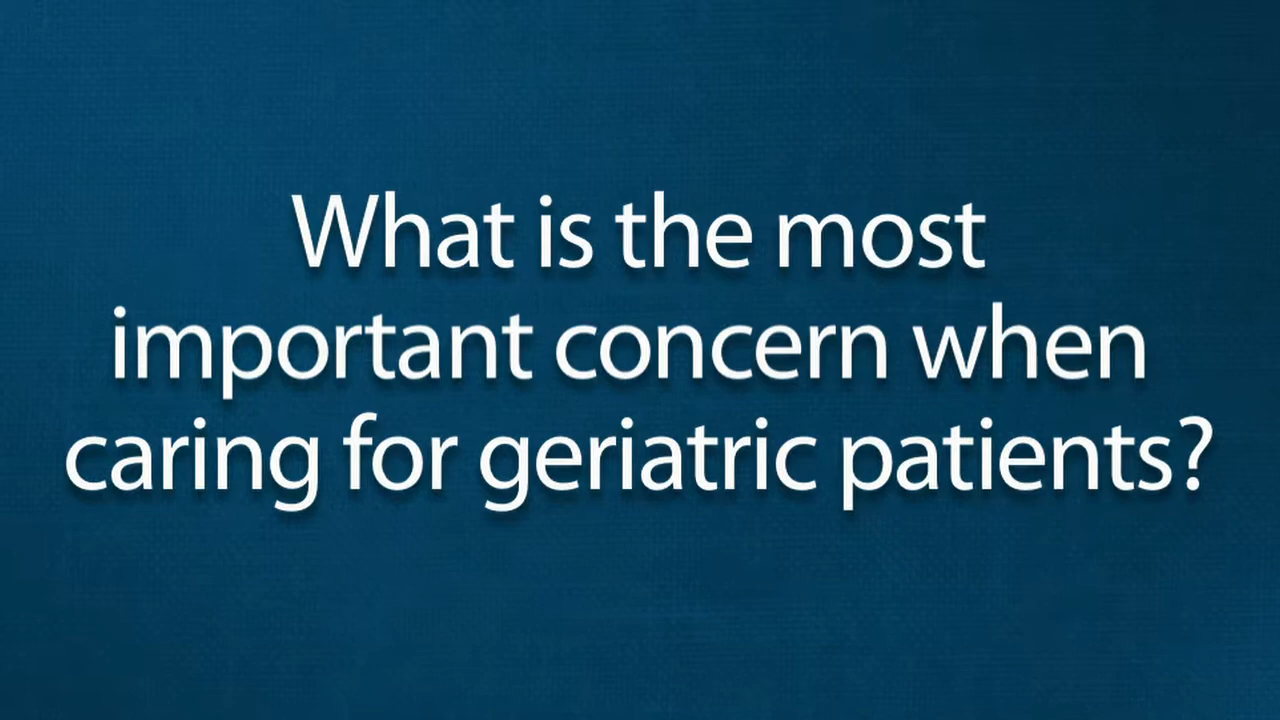 What is the most
important concern when
caring for geriatric patients?